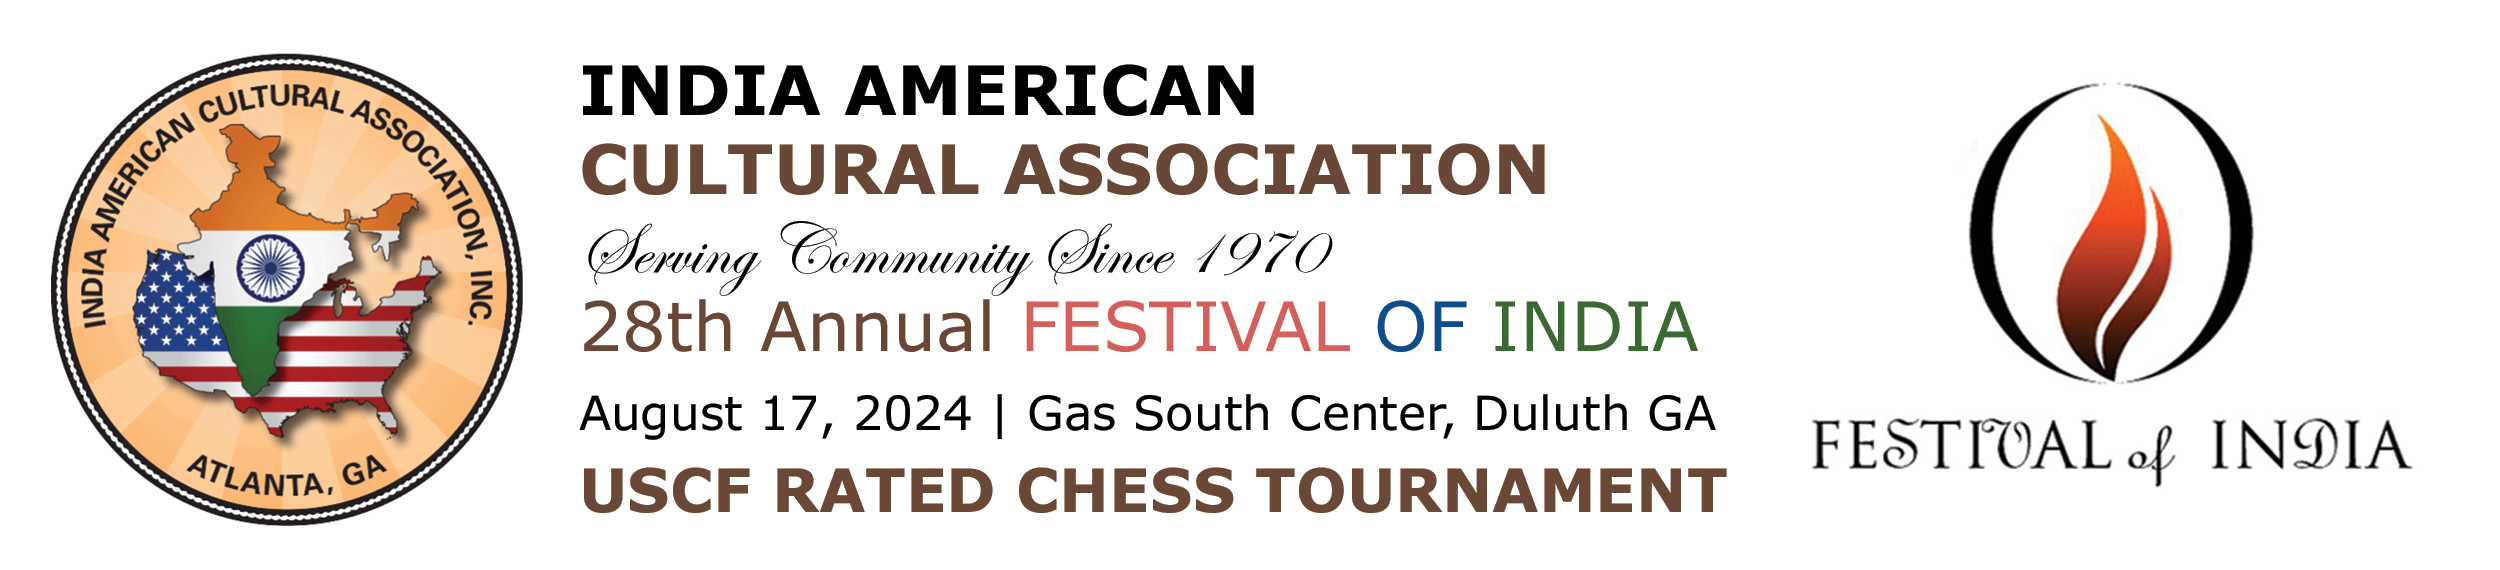 INDIA AMERICAN CULTURAL ASSOCIATION, INC.
ATLANTA, GA
INDIA AMERICAN
CULTURAL ASSOCIATION
Serving Community Since 1970
28th Annual FESTIVAL OF INDIA
August 17, 2024 | Gas South Center, Duluth GA
USCF RATED CHESS TOURNAMENT
FESTIVAL of INDIA